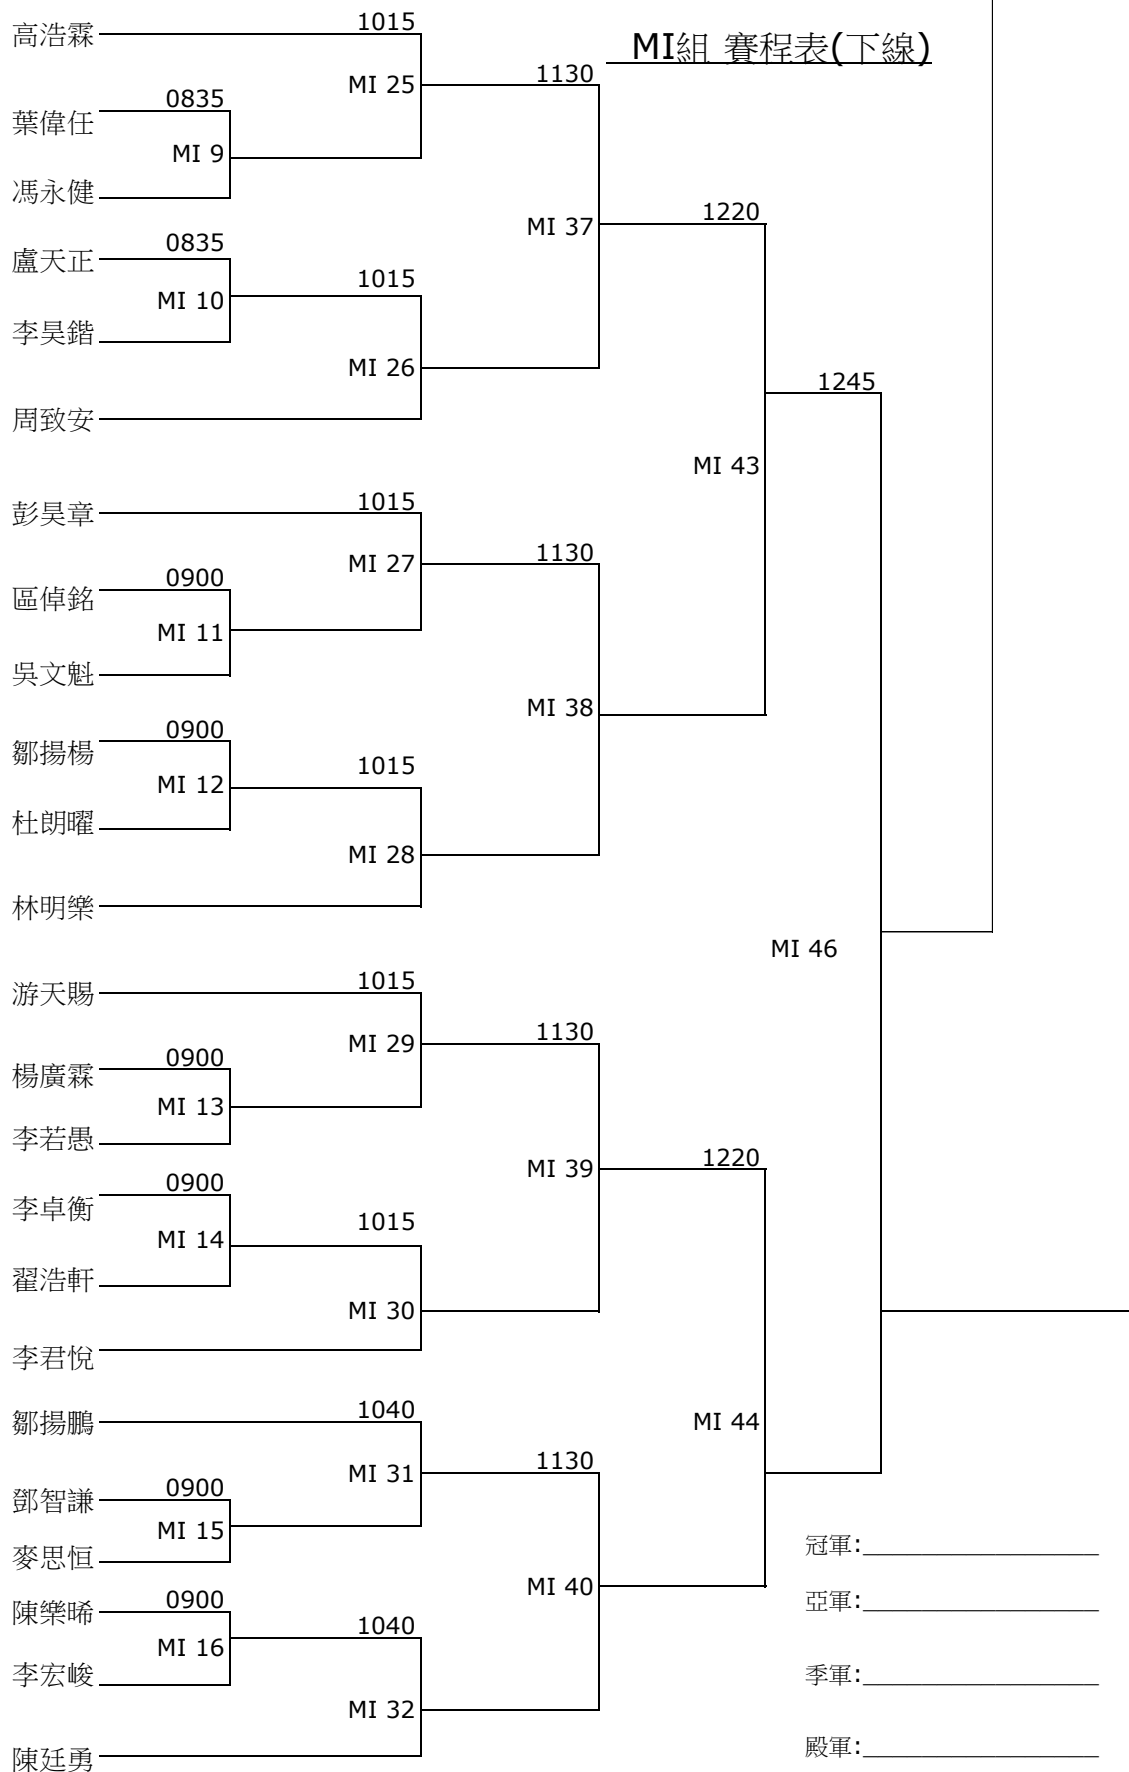 1015
高浩霖
MI組 賽程表(下線)
1130
MI 25
0835
葉偉任
MI 9
馮永健
1220
MI 37
0835
盧天正
1015
MI 10
李昊鍇
MI 26
1245
周致安
MI 43
1015
彭昊章
1130
MI 27
0900
區倬銘
MI 11
吳文魁
MI 38
0900
鄒揚楊
1015
MI 12
杜朗曜
MI 28
林明樂
MI 46
1015
游天賜
1130
MI 29
0900
楊廣霖
MI 13
李若愚
1220
MI 39
0900
李卓衡
1015
MI 14
翟浩軒
MI 30
李君悅
1040
鄒揚鵬
MI 44
1130
MI 31
0900
鄧智謙
MI 15
冠軍:
麥思恒
MI 40
0900
亞軍:
陳樂晞
1040
MI 16
李宏峻
季軍:
MI 32
殿軍:
陳廷勇